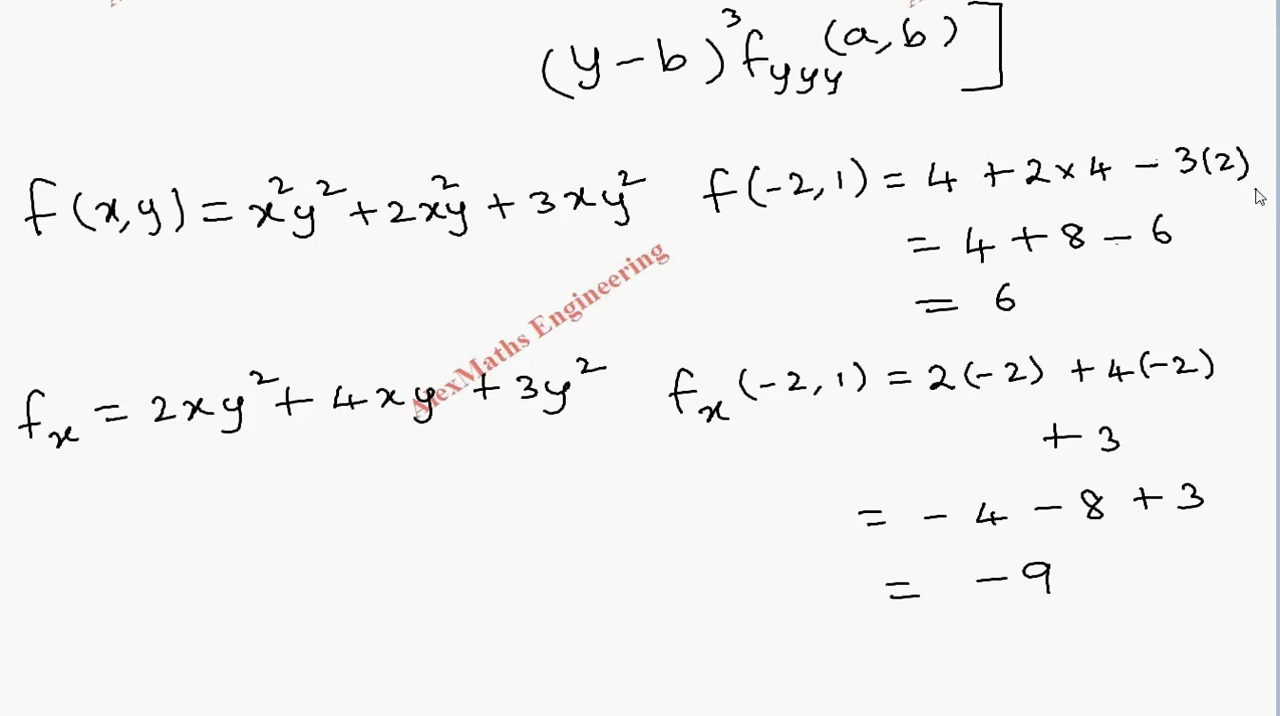 (y-b)³f_yyy(a,b)]
f(x,y) = x²y² + 2x²y + 3xy² f(-2,1) = 4 + 2×4 - 3(2)
= 4 + 8 - 6
= 6
AlexMaths Engineering
f_x = 2xy² + 4xy + 3y² f_x(-2,1) = 2(-2) + 4(-2)
+ 3
= - 4 - 8 + 3
= - 9